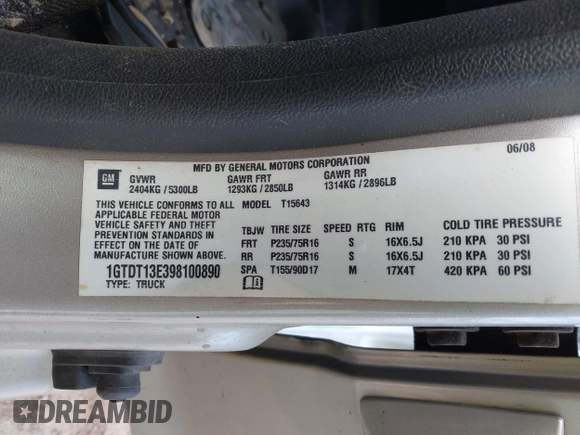 MFD BY GENERAL MOTORS CORPORATION
06/08
GM
GVWR GAWR FRT GAWR RR
2404KG / 5300LB 1293KG / 2850LB 1314KG / 2896LB
THIS VEHICLE CONFORMS TO ALL
APPLICABLE FEDERAL MOTOR
VEHICLE SAFETY AND THEFT
PREVENTION STANDARDS IN
EFFECT ON THE DATE OF
MANUFACTURE SHOWN ABOVE.
1GTDT13E398100890
TYPE: TRUCK
MODEL T15643
TBJW TIRE SIZE SPEED RTG RIM COLD TIRE PRESSURE
FRT P235/75R16 S 16X6.5J 210 KPA 30 PSI
RR P235/75R16 S 16X6.5J 210 KPA 30 PSI
SPA T155/90D17 M 17X4T 420 KPA 60 PSI
DREAMBID